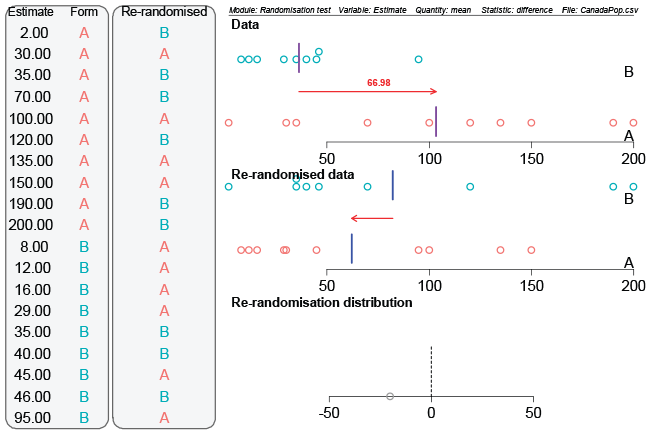 Estimate Form Re-randomised
2.00 A B
30.00 A A
35.00 A B
70.00 A B
100.00 A A
120.00 A B
135.00 A A
150.00 A A
190.00 A B
200.00 A B
8.00 B A
12.00 B A
16.00 B A
29.00 B A
35.00 B B
40.00 B B
45.00 B A
46.00 B B
95.00 B A
Module: Randomisation test Variable: Estimate Quantity: mean Statistic: difference File: CanadaPop.csv
Data
B
66.98
A
50 100 150 200
Re-randomised data
B
A
50 100 150 200
Re-randomisation distribution
-50 0 50